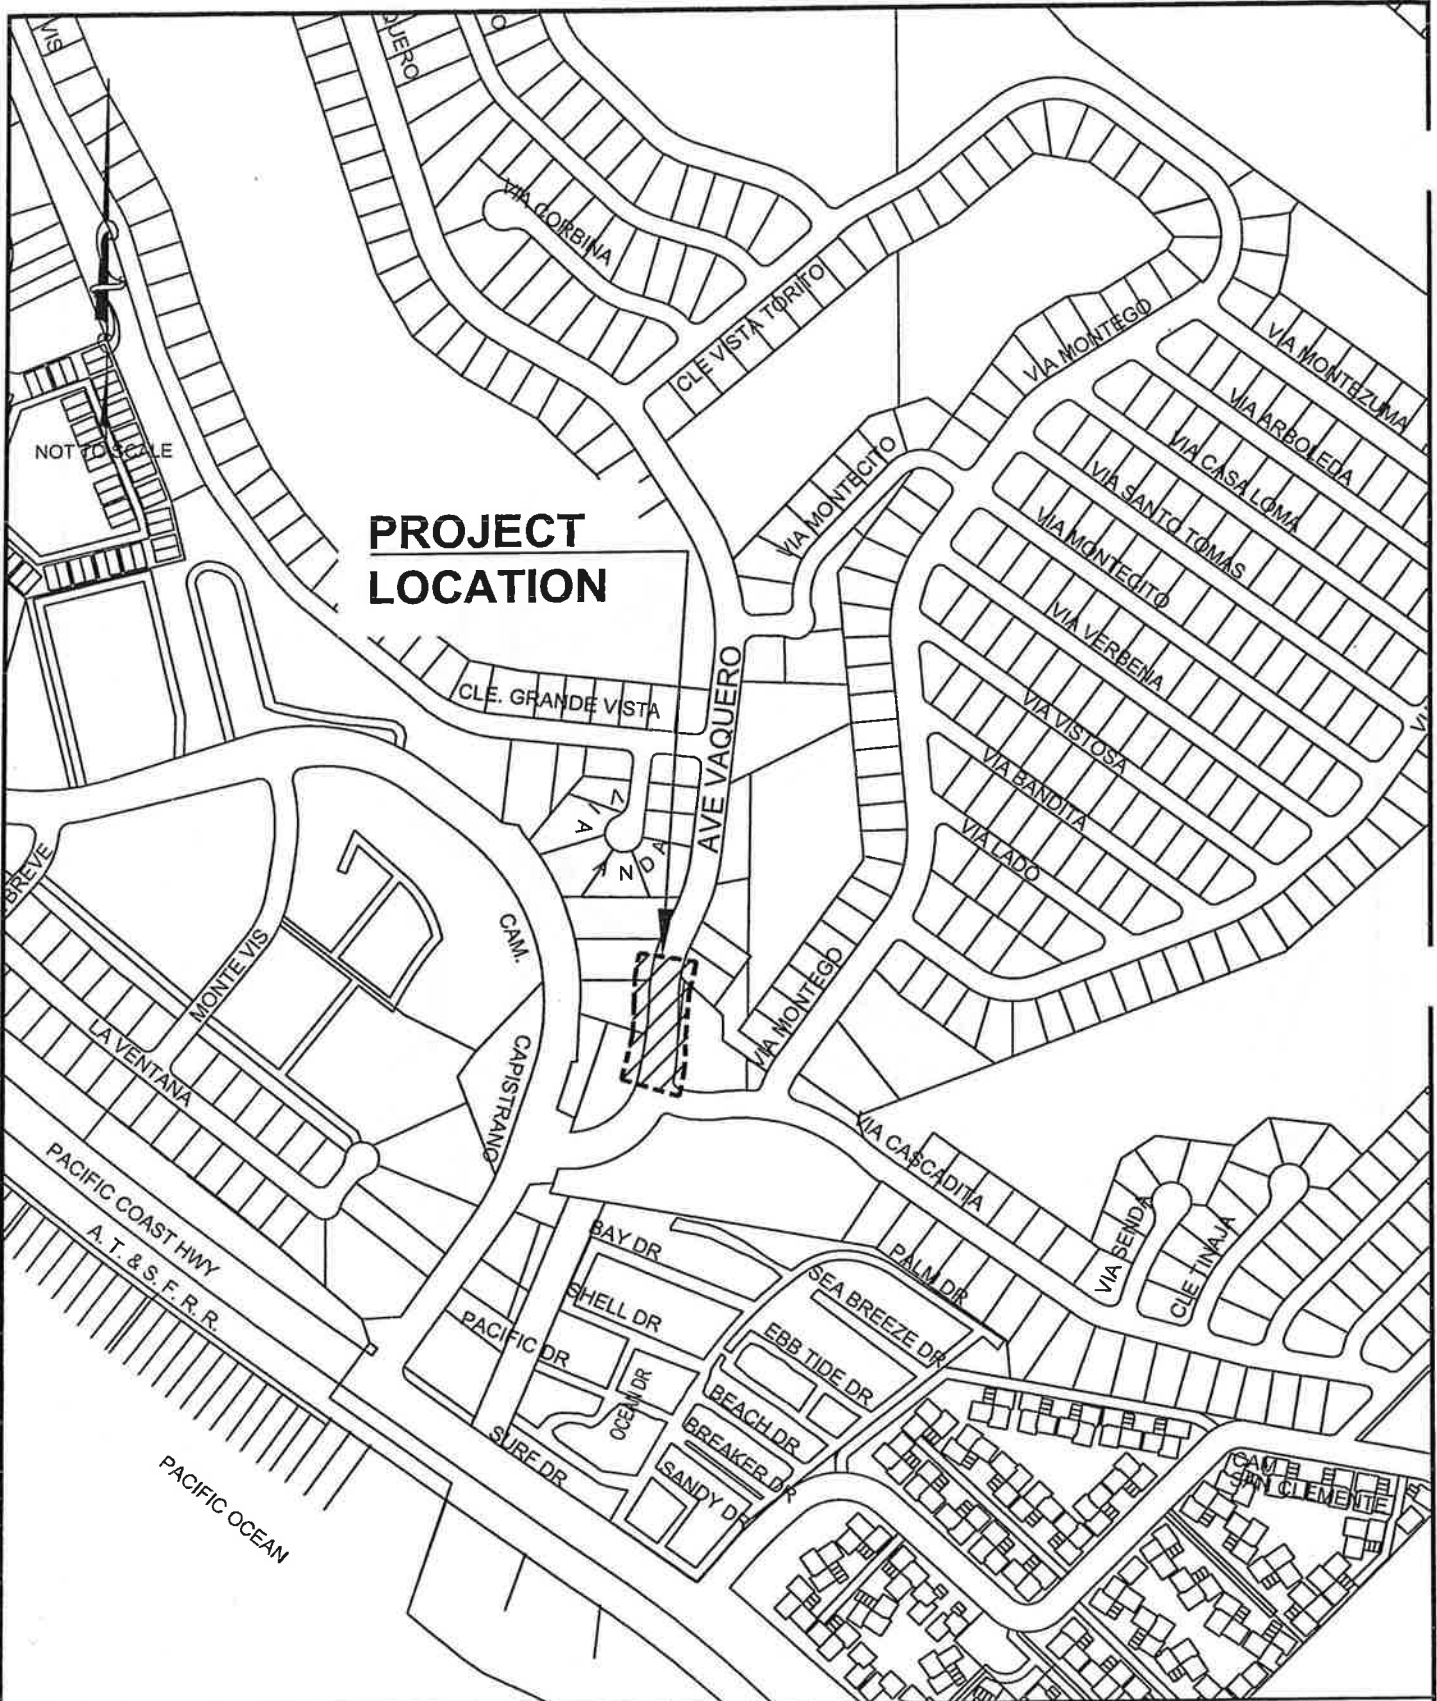 VIS
QUERO
O
VIA CORBINA
CLE VISTA TORITO
VIA MONTEGO
VIA MONTEZUMA
VIA ARBOLEDA
VIA CASA LOMA
VIA SANTO TOMAS
VIA MONTECITO
VIA MONTECITO
VIA VERBENA
VIA VISTOSA
VIA BANDITA
VIA LADO
VI
NOT TO SCALE
PROJECT
LOCATION
CLE. GRANDE VISTA
AVE VAQUERO
VIA
ANDA
BREVE
MONTE VIS
LA VENTANA
CAM.
CAPISTRANO
VIA MONTEGO
VIA CASCADITA
VIA SENDA
CLE TINAJA
PACIFIC COAST HWY
A. T. & S. F. R. R.
PACIFIC OCEAN
BAY DR
SHELL DR
PACIFIC DR
OCEAN DR
SURF DR
PALM DR
SEA BREEZE DR
EBB TIDE DR
BEACH DR
BREAKER DR
SANDY DR
CAM
SAN CLEMENTE